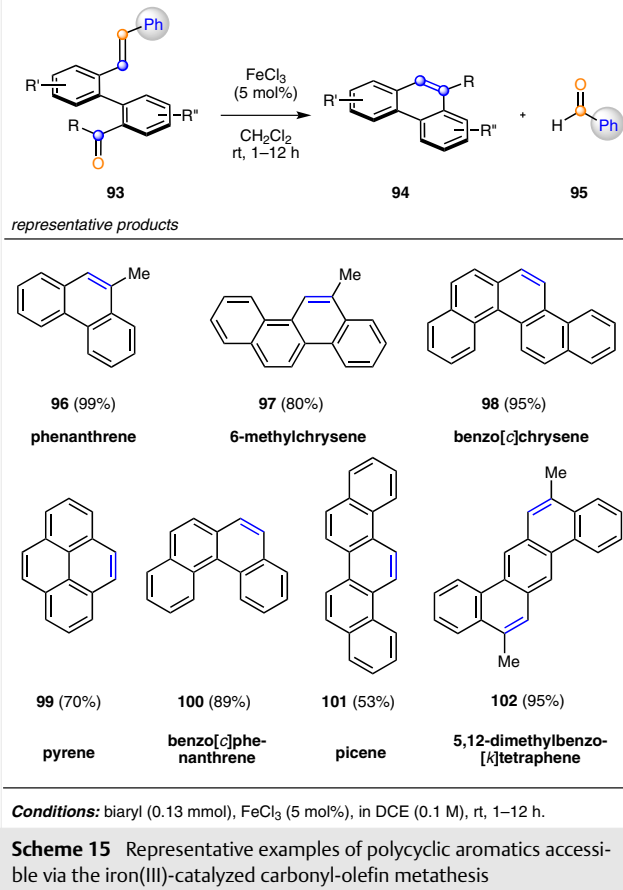 Ph
R'
R
O
R"
93
FeCl3
(5 mol%)
CH2Cl2
rt, 1–12 h
R'
R
R"
94
+
O
H
Ph
95
representative products
Me
96 (99%)
phenanthrene
Me
97 (80%)
6-methylchrysene
98 (95%)
benzo[c]chrysene
99 (70%)
pyrene
100 (89%)
benzo[c]phe-
nanthrene
101 (53%)
picene
Me
Me
102 (95%)
5,12-dimethylbenzo-
[k]tetraphene
Conditions: biaryl (0.13 mmol), FeCl3 (5 mol%), in DCE (0.1 M), rt, 1–12 h.
Scheme 15 Representative examples of polycyclic aromatics accessi-
ble via the iron(III)-catalyzed carbonyl-olefin metathesis